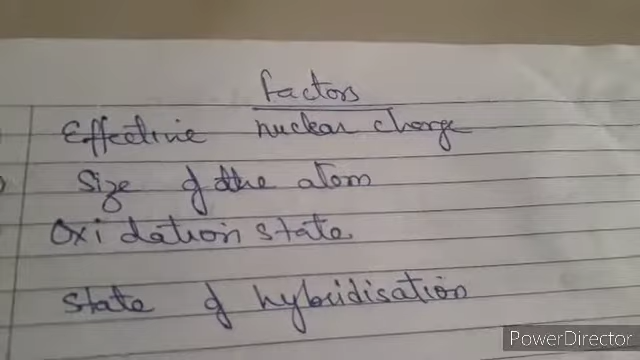 Factors
Effective nuclear charge
Size of the atom
Oxidation state
State of hybridisation
PowerDirector